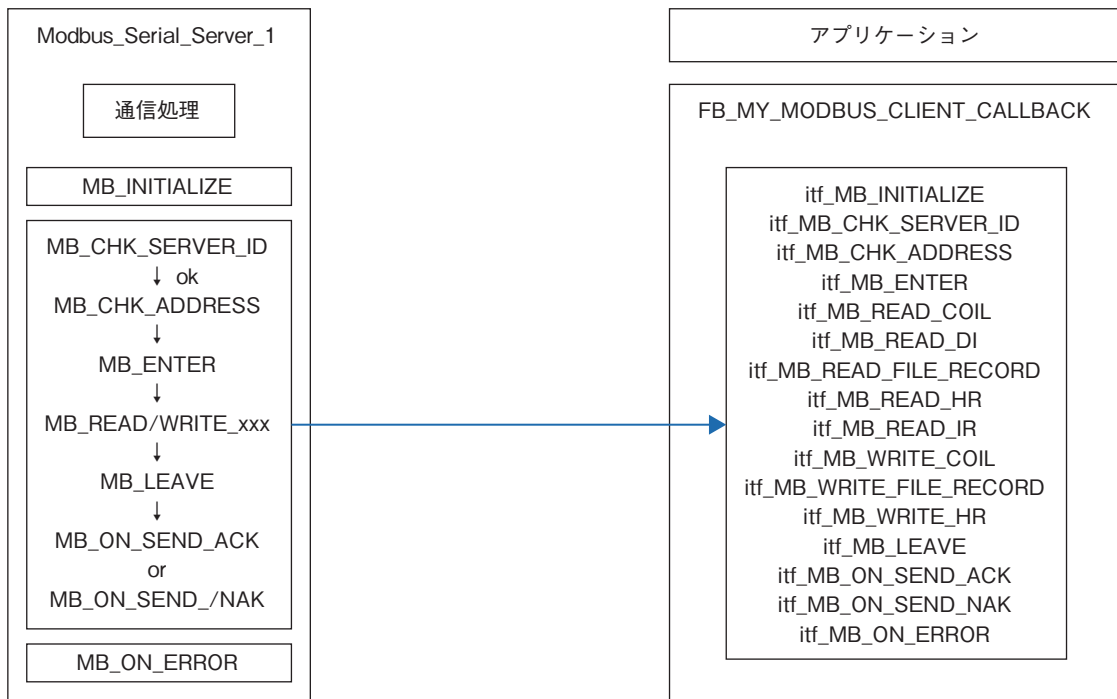 Modbus_Serial_Server_1
通信処理
MB_INITIALIZE
MB_CHK_SERVER_ID
↓ ok
MB_CHK_ADDRESS
↓
MB_ENTER
↓
MB_READ/WRITE_xxx
↓
MB_LEAVE
↓
MB_ON_SEND_ACK
or
MB_ON_SEND_/NAK
MB_ON_ERROR
アプリケーション
FB_MY_MODBUS_CLIENT_CALLBACK
itf_MB_INITIALIZE
itf_MB_CHK_SERVER_ID
itf_MB_CHK_ADDRESS
itf_MB_ENTER
itf_MB_READ_COIL
itf_MB_READ_DI
itf_MB_READ_FILE_RECORD
itf_MB_READ_HR
itf_MB_READ_IR
itf_MB_WRITE_COIL
itf_MB_WRITE_FILE_RECORD
itf_MB_WRITE_HR
itf_MB_LEAVE
itf_MB_ON_SEND_ACK
itf_MB_ON_SEND_NAK
itf_MB_ON_ERROR